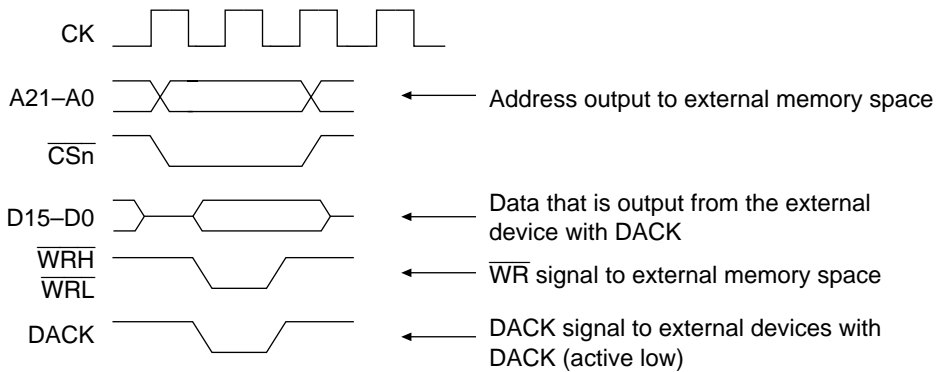 CK
A21–A0
Address output to external memory space
CSn
D15–D0
Data that is output from the external
device with DACK
WRH
WRL
WR signal to external memory space
DACK
DACK signal to external devices with
DACK (active low)